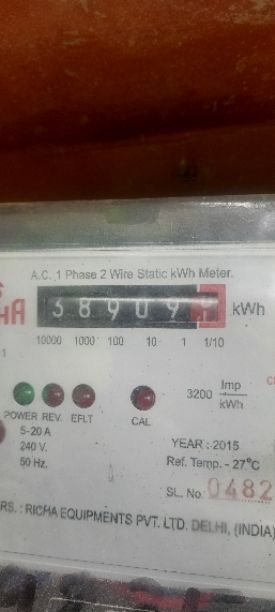 HA
A.C. 1 Phase 2 Wire Static kWh Meter.
38909 kWh
10000 1000 100 10 1 1/10
POWER REV. EFLT CAL
3200 Imp/kWh
5-20 A
240 V.
50 Hz.
YEAR : 2015
Ref. Temp. - 27°C
SL. No. 0482
RS. : RICHA EQUIPMENTS PVT. LTD. DELHI, (INDIA)